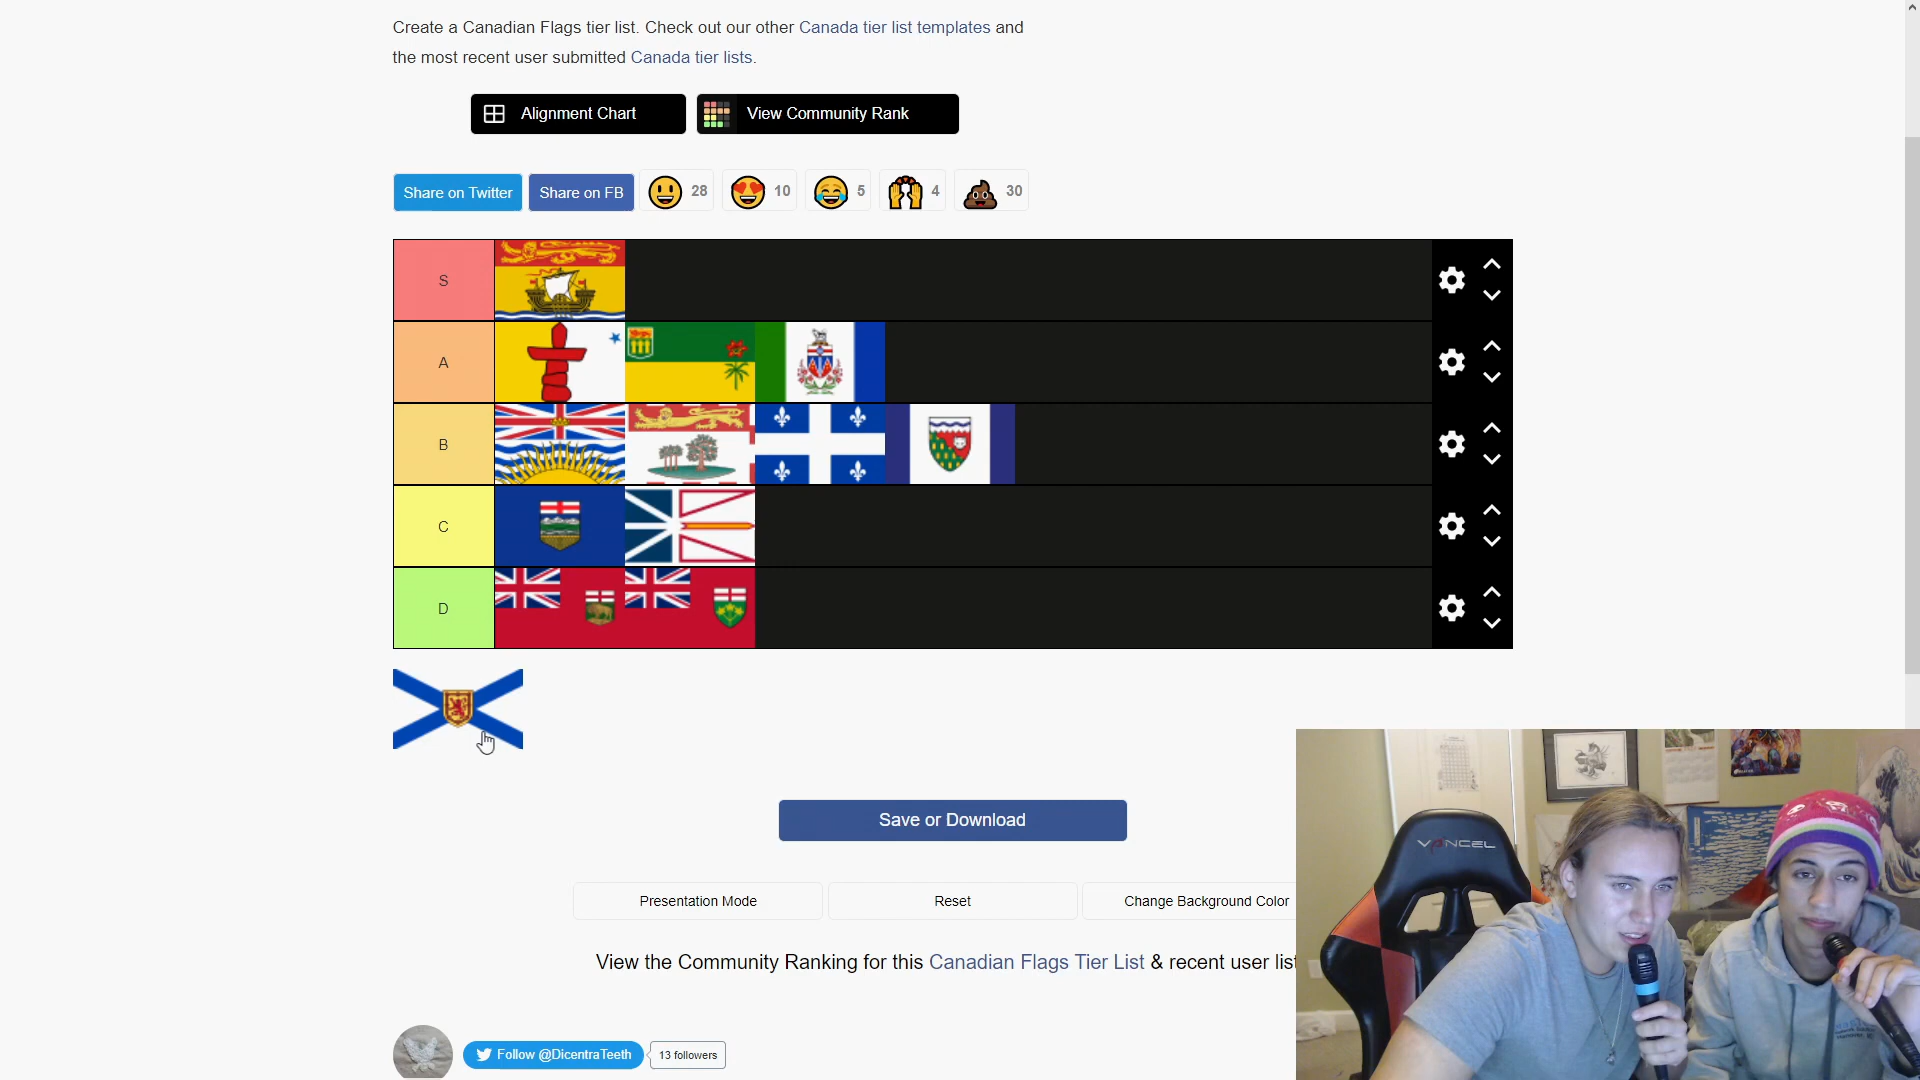 Create a Canadian Flags tier list. Check out our other Canada tier list templates and
the most recent user submitted Canada tier lists.
Alignment Chart
View Community Rank
Share on Twitter
Share on FB
28
10
5
4
30
S
A
B
C
D
Save or Download
Presentation Mode
Reset
Change Background Color
View the Community Ranking for this Canadian Flags Tier List & recent user list
Follow @DicentraTeeth
13 followers